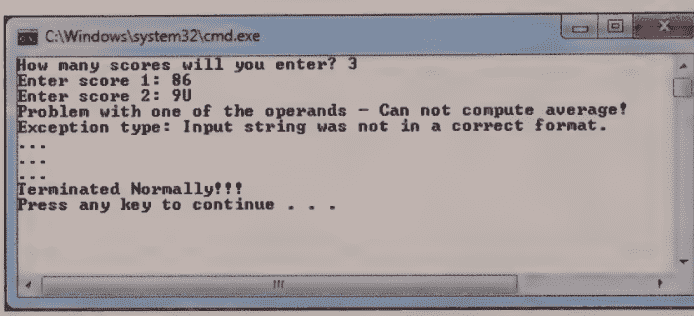 C:\Windows\system32\cmd.exe
How many scores will you enter? 3
Enter score 1: 86
Enter score 2: 9U
Problem with one of the operands - Can not compute average!
Exception type: Input string was not in a correct format.
...
...
...
Terminated Normally!!!
Press any key to continue . . .